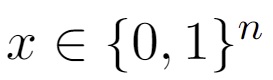 x ∈ {0, 1}ⁿ